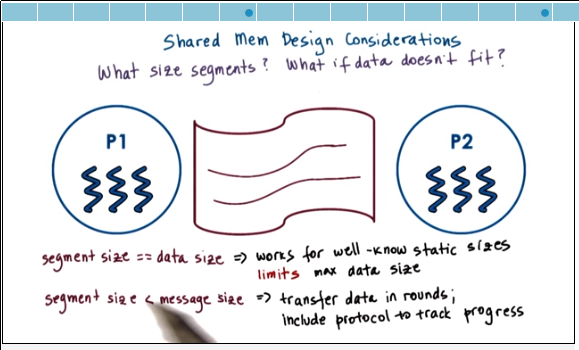 Shared Mem Design Considerations
What size segments? What if data doesn't fit?
P1
P2
segment size == data size => works for well-know static sizes
limits max data size
segment size < message size => transfer data in rounds;
include protocol to track progress